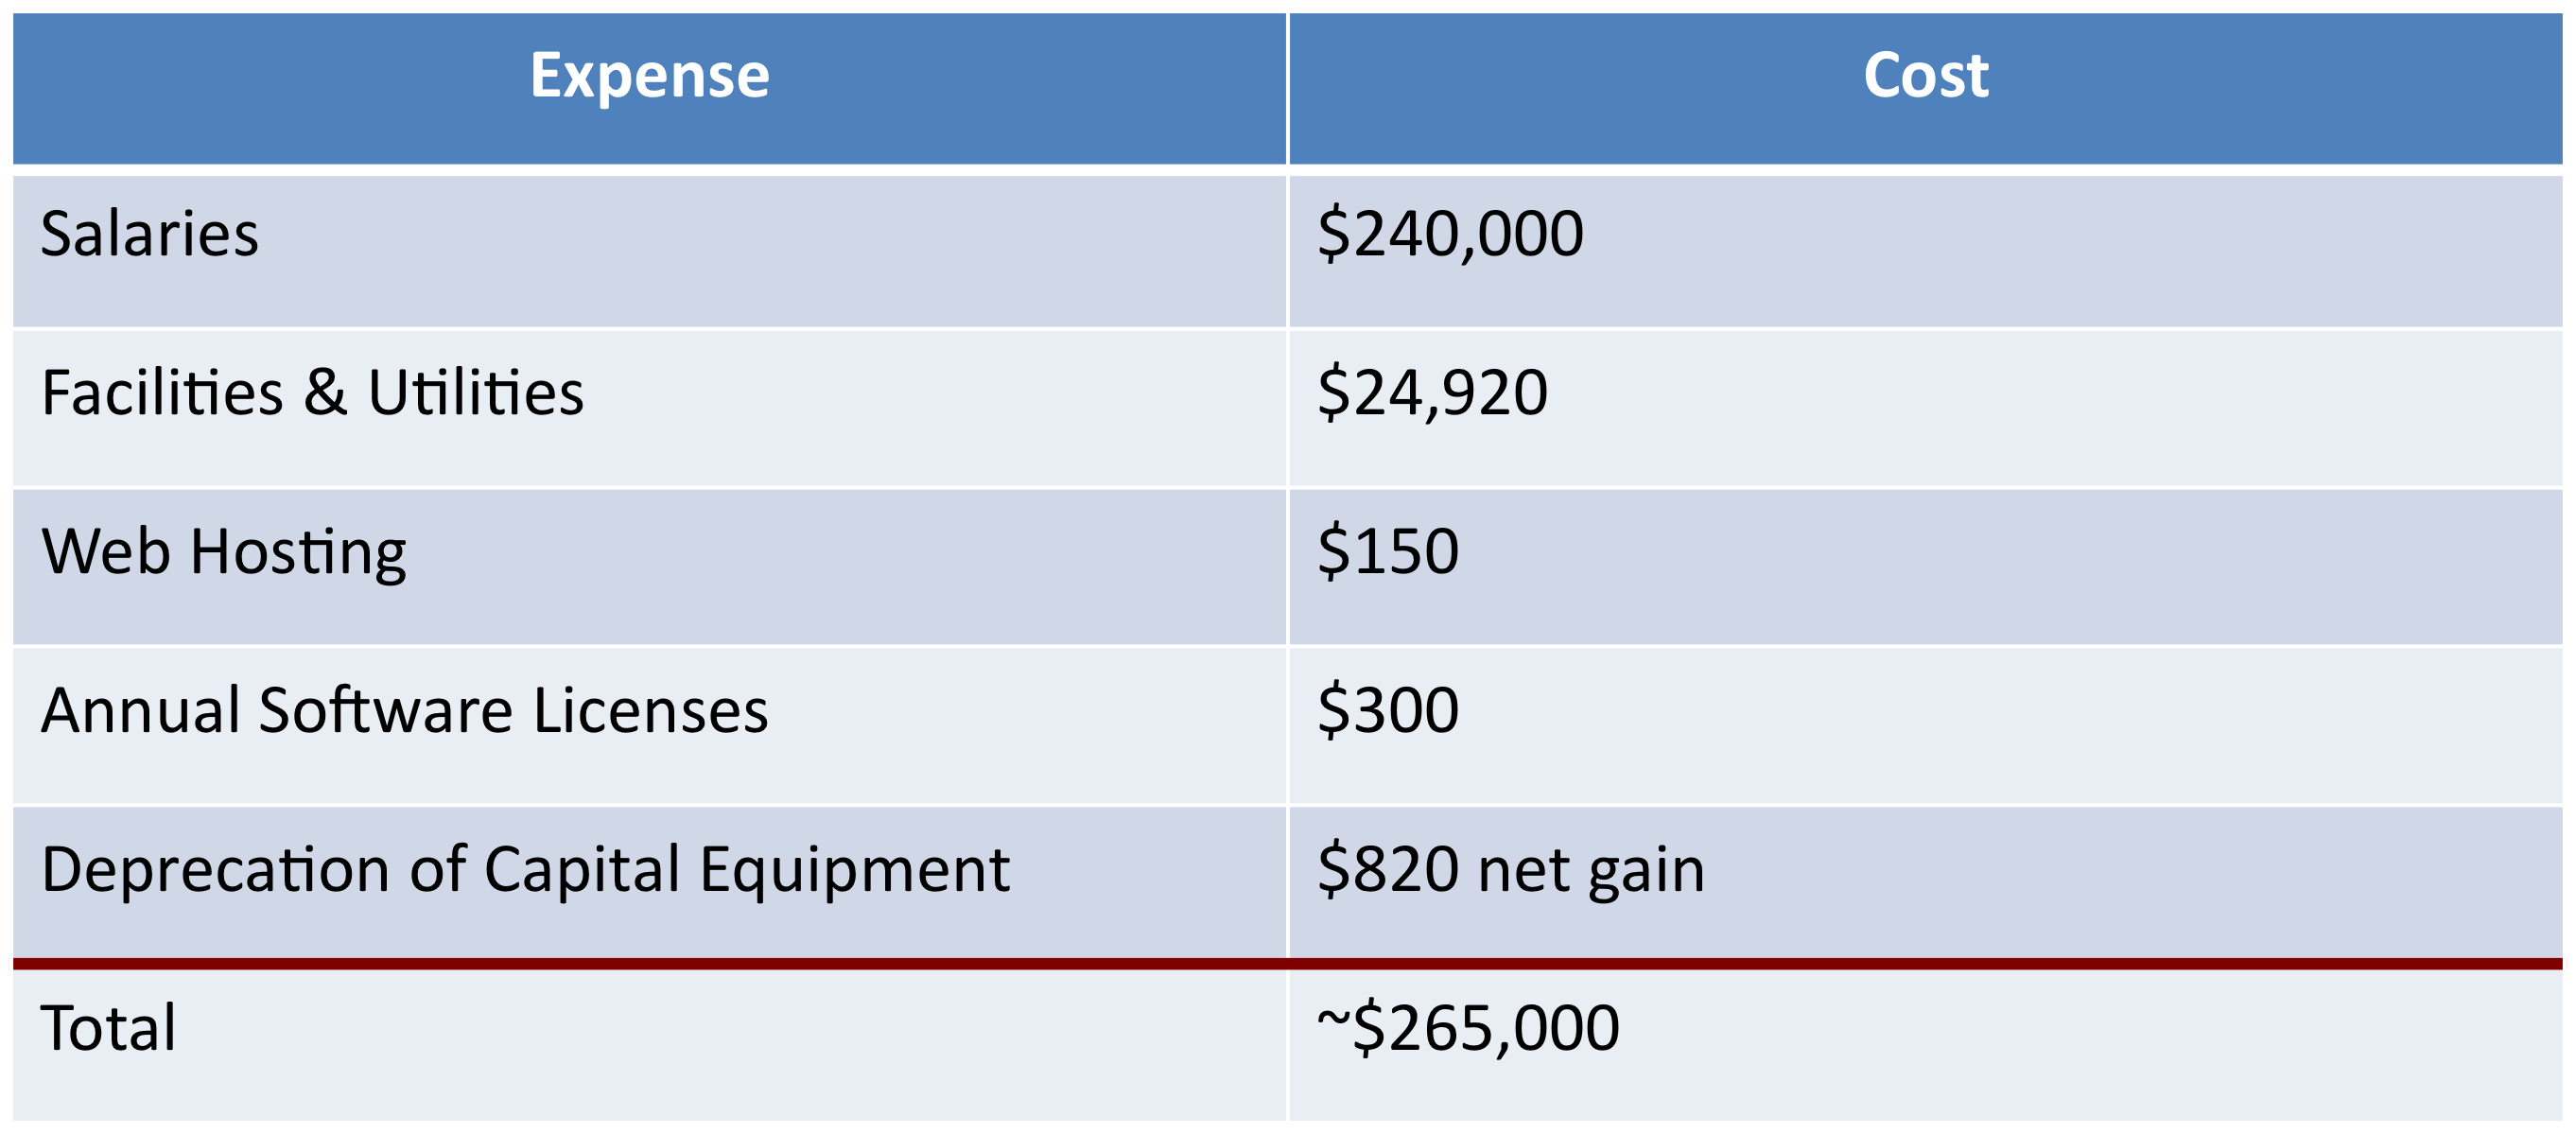 Expense Cost
Salaries $240,000
Facilities & Utilities $24,920
Web Hosting $150
Annual Software Licenses $300
Deprecation of Capital Equipment $820 net gain
Total ~$265,000